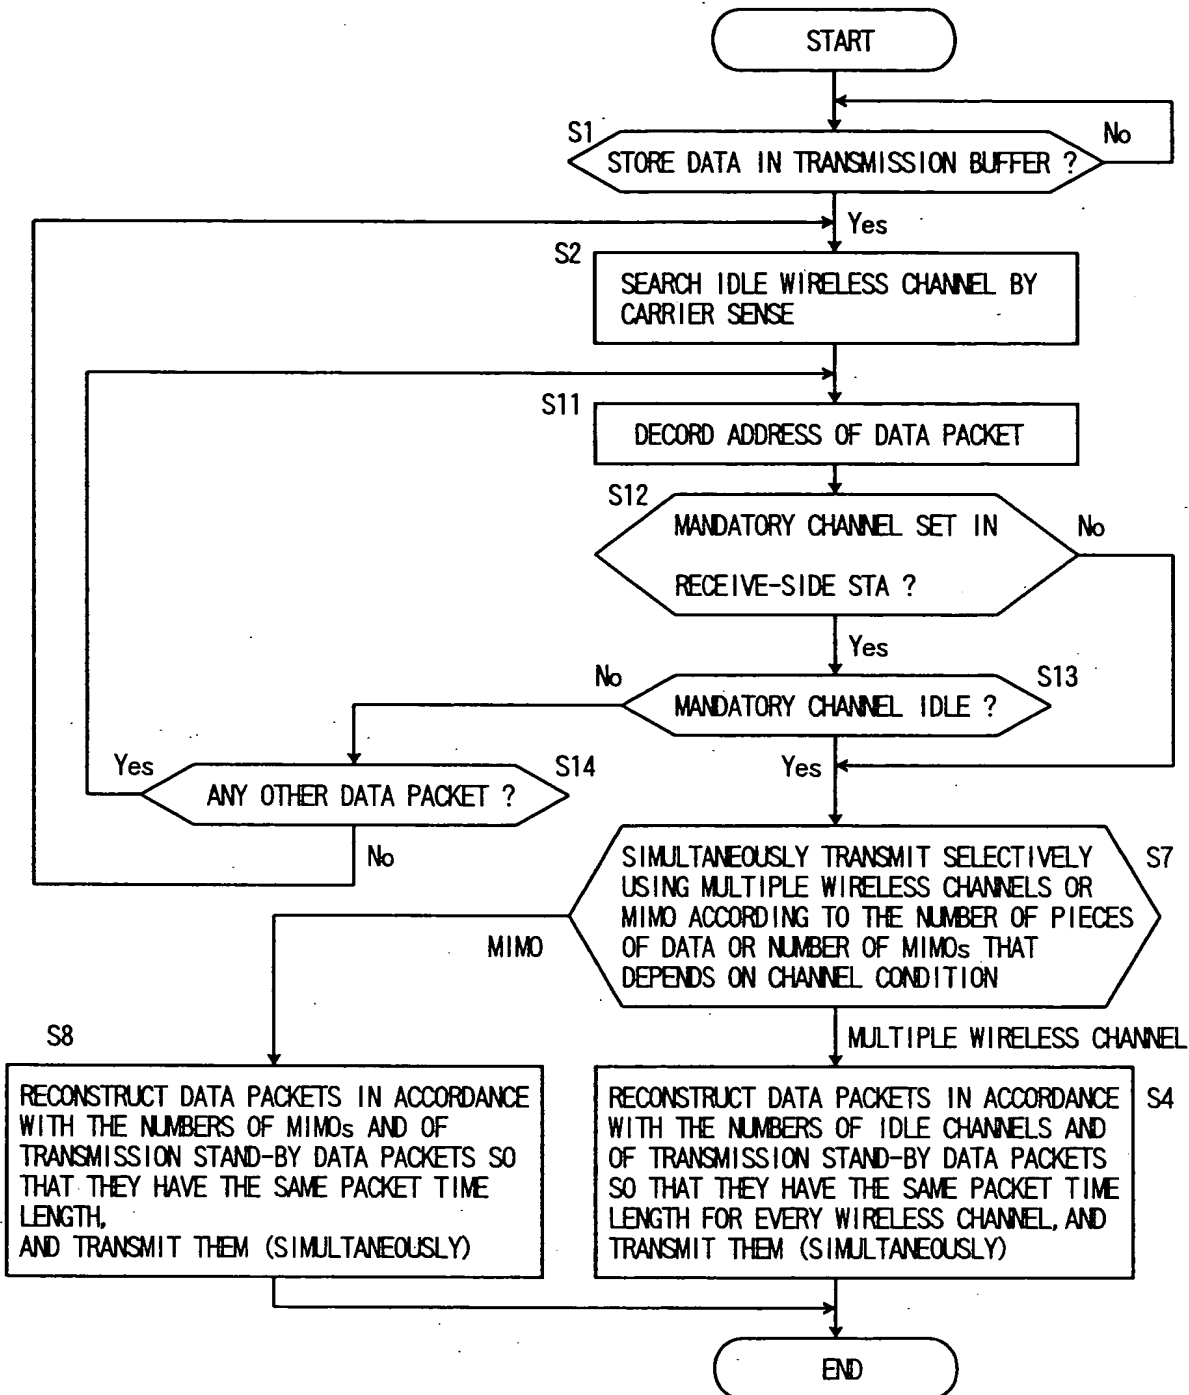 START
S1
No
STORE DATA IN TRANSMISSION BUFFER ?
Yes
S2
SEARCH IDLE WIRELESS CHANNEL BY
CARRIER SENSE
S11
DECORD ADDRESS OF DATA PACKET
S12
MANDATORY CHANNEL SET IN
RECEIVE-SIDE STA ?
No
Yes
No
S13
MANDATORY CHANNEL IDLE ?
Yes
Yes
S14
ANY OTHER DATA PACKET ?
No
SIMULTANEOUSLY TRANSMIT SELECTIVELY
USING MULTIPLE WIRELESS CHANNELS OR
MIMO ACCORDING TO THE NUMBER OF PIECES
OF DATA OR NUMBER OF MIMOs THAT
DEPENDS ON CHANNEL CONDITION
S7
MIMO
MULTIPLE WIRELESS CHANNEL
S8
RECONSTRUCT DATA PACKETS IN ACCORDANCE
WITH THE NUMBERS OF MIMOs AND OF
TRANSMISSION STAND-BY DATA PACKETS SO
THAT THEY HAVE THE SAME PACKET TIME
LENGTH,
AND TRANSMIT THEM (SIMULTANEOUSLY)
RECONSTRUCT DATA PACKETS IN ACCORDANCE
WITH THE NUMBERS OF IDLE CHANNELS AND
OF TRANSMISSION STAND-BY DATA PACKETS
SO THAT THEY HAVE THE SAME PACKET TIME
LENGTH FOR EVERY WIRELESS CHANNEL, AND
TRANSMIT THEM (SIMULTANEOUSLY)
S4
END